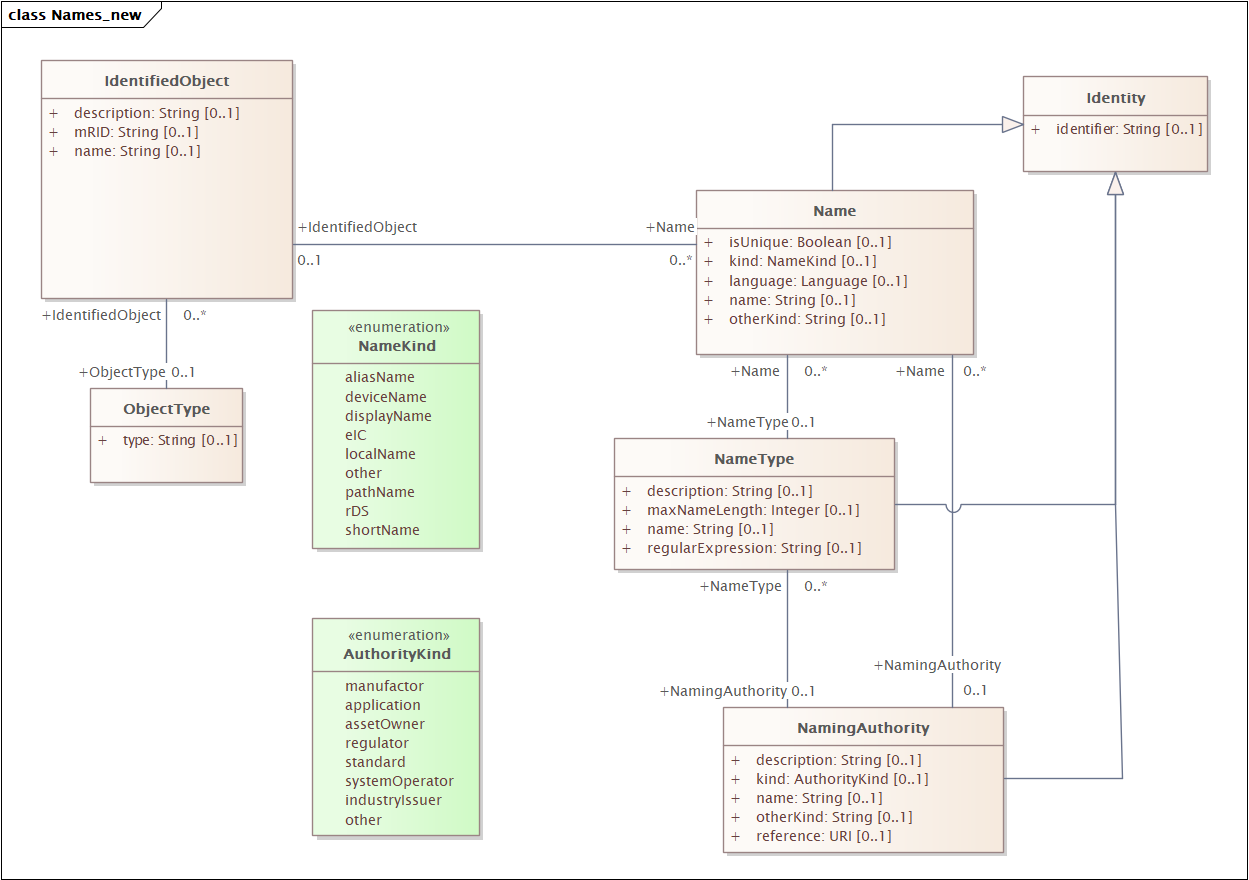 class Names_new
IdentifiedObject
+ description: String [0..1]
+ mRID: String [0..1]
+ name: String [0..1]
Identity
+ identifier: String [0..1]
Name
+ isUnique: Boolean [0..1]
+ kind: NameKind [0..1]
+ language: Language [0..1]
+ name: String [0..1]
+ otherKind: String [0..1]
+IdentifiedObject
0..1
+Name
0..*
+IdentifiedObject 0..*
+ObjectType 0..1
ObjectType
+ type: String [0..1]
«enumeration»
NameKind
aliasName
deviceName
displayName
eIC
localName
other
pathName
rDS
shortName
+Name 0..*
+Name 0..*
+NameType 0..1
NameType
+ description: String [0..1]
+ maxNameLength: Integer [0..1]
+ name: String [0..1]
+ regularExpression: String [0..1]
+NameType 0..*
«enumeration»
AuthorityKind
manufactor
application
assetOwner
regulator
standard
systemOperator
industryIssuer
other
+NamingAuthority
0..1
+NamingAuthority 0..1
NamingAuthority
+ description: String [0..1]
+ kind: AuthorityKind [0..1]
+ name: String [0..1]
+ otherKind: String [0..1]
+ reference: URI [0..1]